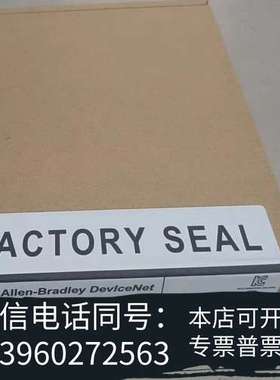 ACTORY SEAL
Allen-Bradley DeviceNet
信电话同号：
本店可开
3960272563
专票普票